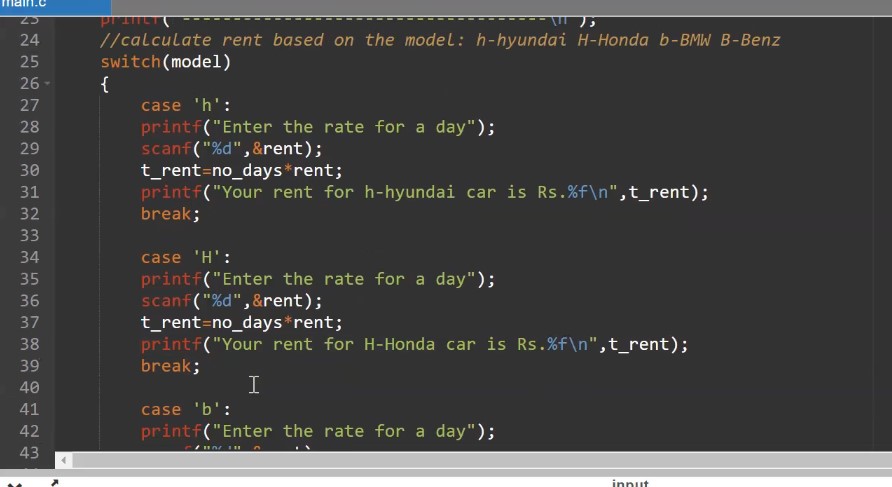 main.c
23 printf("-------------------------------------\n");
24 //calculate rent based on the model: h-hyundai H-Honda b-BMW B-Benz
25 switch(model)
26 {
27 case 'h':
28 printf("Enter the rate for a day");
29 scanf("%d",&rent);
30 t_rent=no_days*rent;
31 printf("Your rent for h-hyundai car is Rs.%f\n",t_rent);
32 break;
33
34 case 'H':
35 printf("Enter the rate for a day");
36 scanf("%d",&rent);
37 t_rent=no_days*rent;
38 printf("Your rent for H-Honda car is Rs.%f\n",t_rent);
39 break;
40
41 case 'b':
42 printf("Enter the rate for a day");
43
input